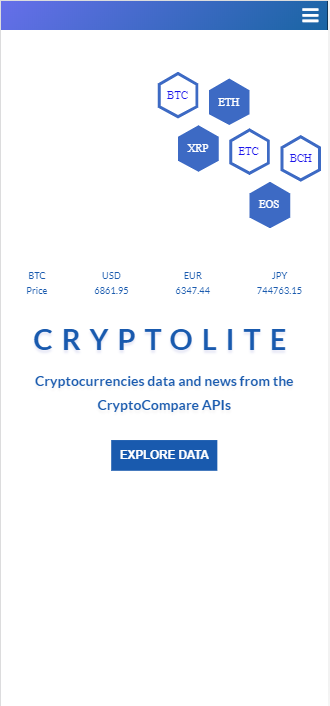 BTC
ETH
XRP
ETC
BCH
EOS
BTC USD EUR JPY
Price 6861.95 6347.44 744763.15
CRYPTOLITE
Cryptocurrencies data and news from the
CryptoCompare APIs
EXPLORE DATA